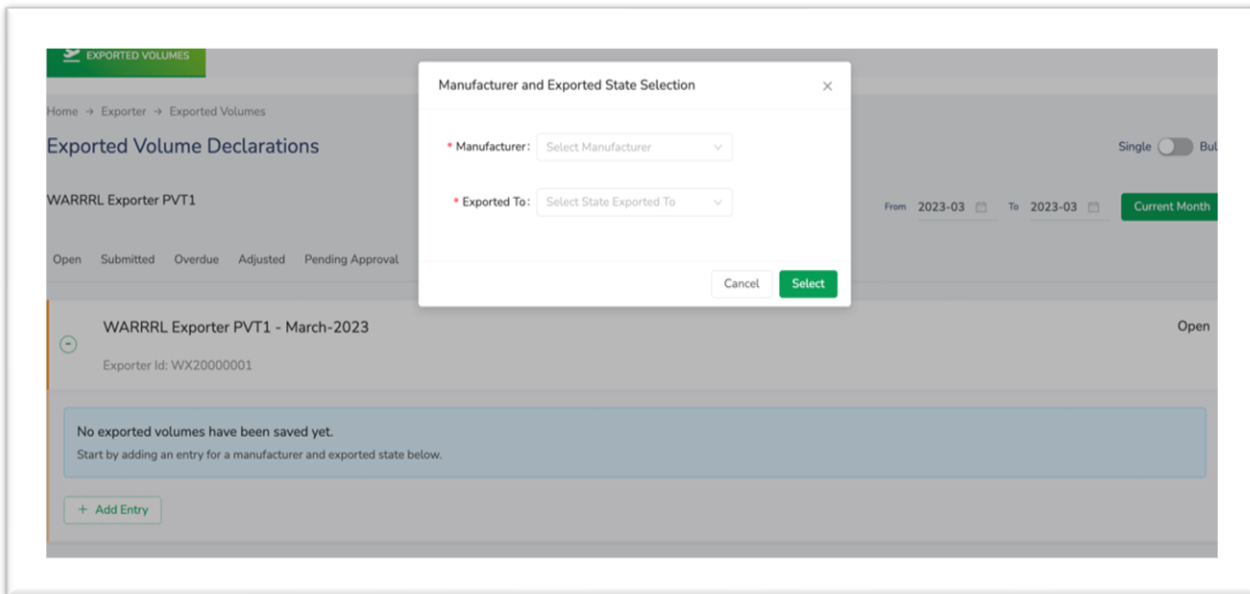 EXPORTED VOLUMES
Manufacturer and Exported State Selection
Home → Exporter → Exported Volumes
Exported Volume Declarations
* Manufacturer: Select Manufacturer
Single Bul
WARRRL Exporter PVT1
* Exported To: Select State Exported To
From 2023-03 To 2023-03 Current Month
Open Submitted Overdue Adjusted Pending Approval
Cancel Select
WARRRL Exporter PVT1 - March-2023
Open
Exporter Id: WX20000001
No exported volumes have been saved yet.
Start by adding an entry for a manufacturer and exported state below.
+ Add Entry